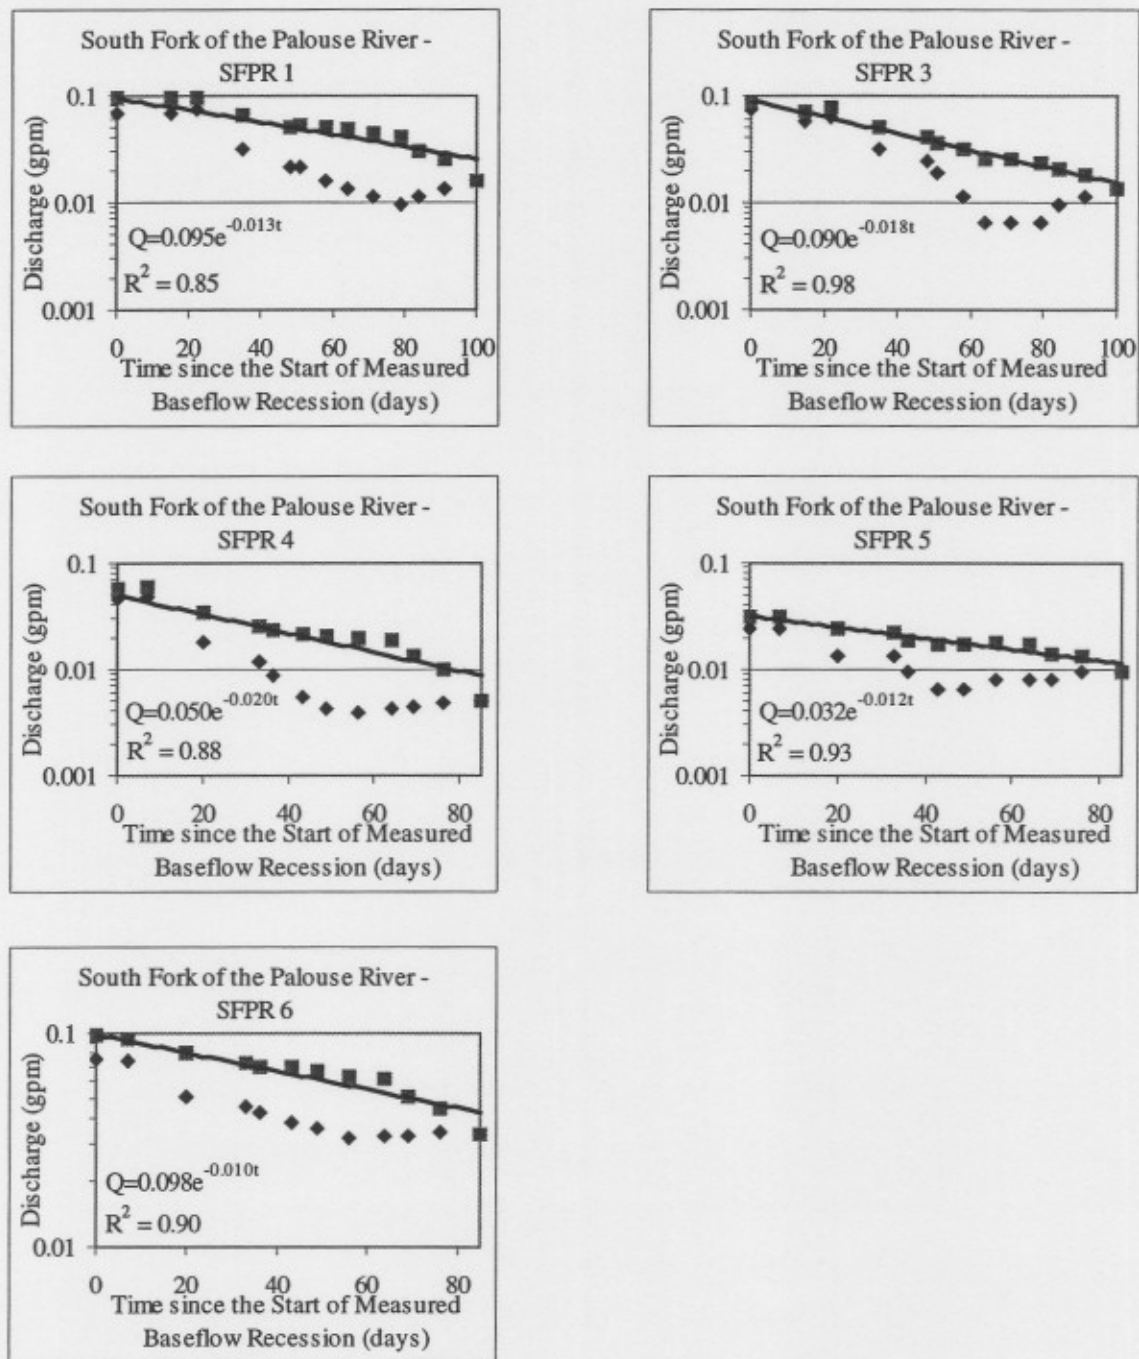 South Fork of the Palouse River -
SFPR 1
Discharge (gpm)
0.1
0.01
0.001
Q=0.095e^-0.013t
R^2 = 0.85
0 20 40 60 80 100
Time since the Start of Measured
Baseflow Recession (days)
South Fork of the Palouse River -
SFPR 3
Discharge (gpm)
0.1
0.01
0.001
Q=0.090e^-0.018t
R^2 = 0.98
0 20 40 60 80 100
Time since the Start of Measured
Baseflow Recession (days)
South Fork of the Palouse River -
SFPR 4
Discharge (gpm)
0.1
0.01
0.001
Q=0.050e^-0.020t
R^2 = 0.88
0 20 40 60 80
Time since the Start of Measured
Baseflow Recession (days)
South Fork of the Palouse River -
SFPR 5
Discharge (gpm)
0.1
0.01
0.001
Q=0.032e^-0.012t
R^2 = 0.93
0 20 40 60 80
Time since the Start of Measured
Baseflow Recession (days)
South Fork of the Palouse River -
SFPR 6
Discharge (gpm)
0.1
0.01
Q=0.098e^-0.010t
R^2 = 0.90
0 20 40 60 80
Time since the Start of Measured
Baseflow Recession (days)